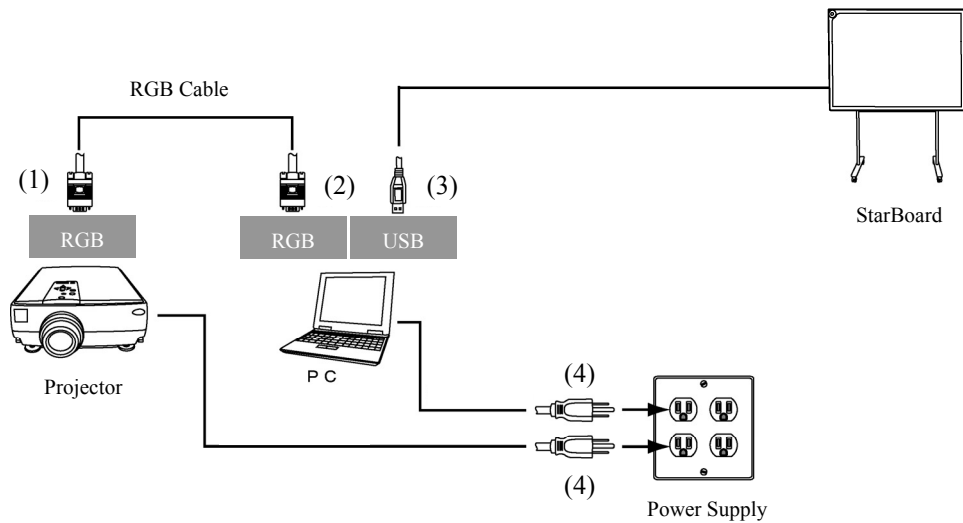 RGB Cable
(1)
(2)
(3)
StarBoard
RGB
RGB
USB
Projector
P C
(4)
(4)
Power Supply